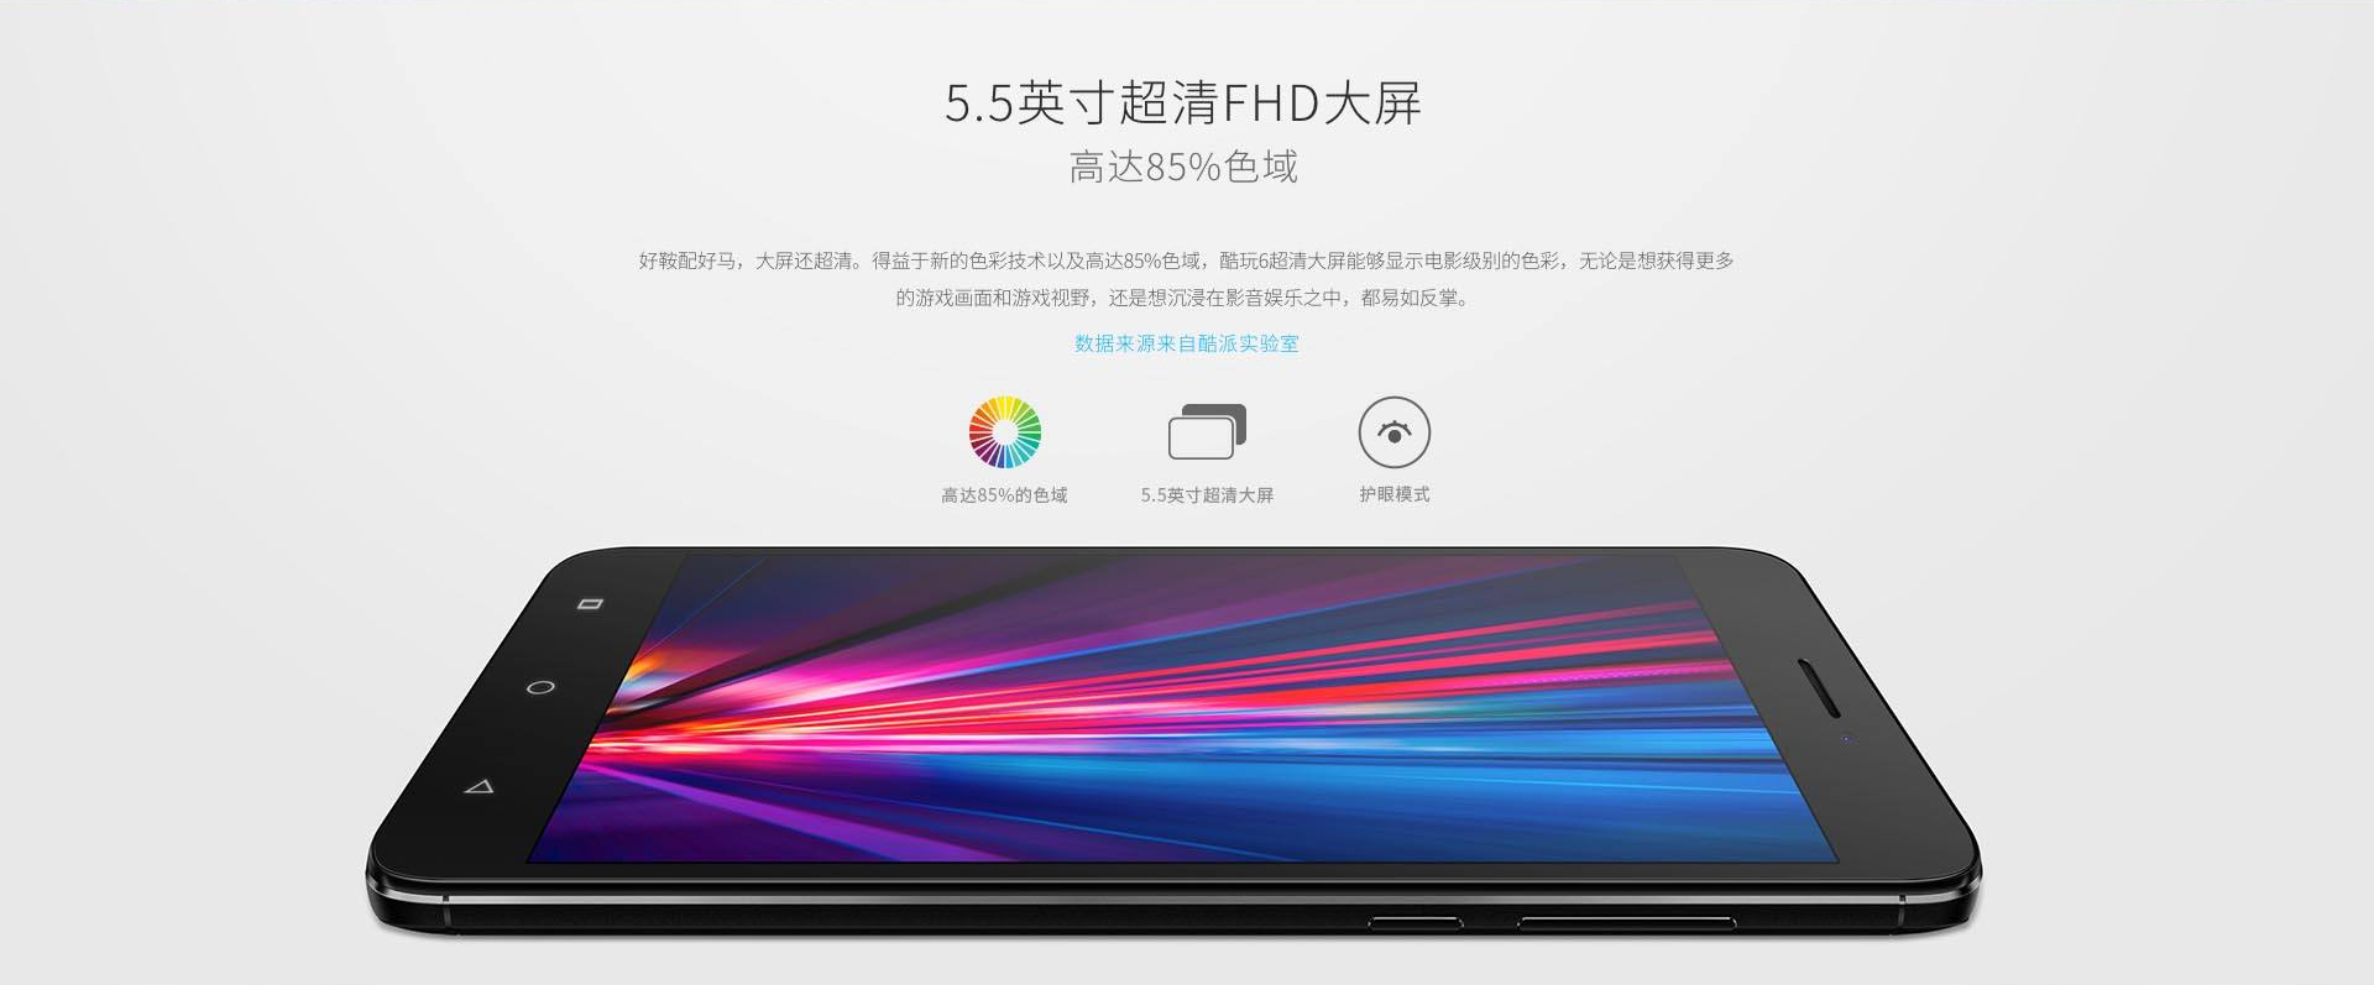 5.5英寸超清FHD大屏
高达85%色域
好鞍配好马，大屏还超清。得益于新的色彩技术以及高达85%色域，酷玩6超清大屏能够显示电影级别的色彩，无论是想获得更多
的游戏画面和游戏视野，还是想沉浸在影音娱乐之中，都易如反掌。
数据来源来自酷派实验室
高达85%的色域
5.5英寸超清大屏
护眼模式